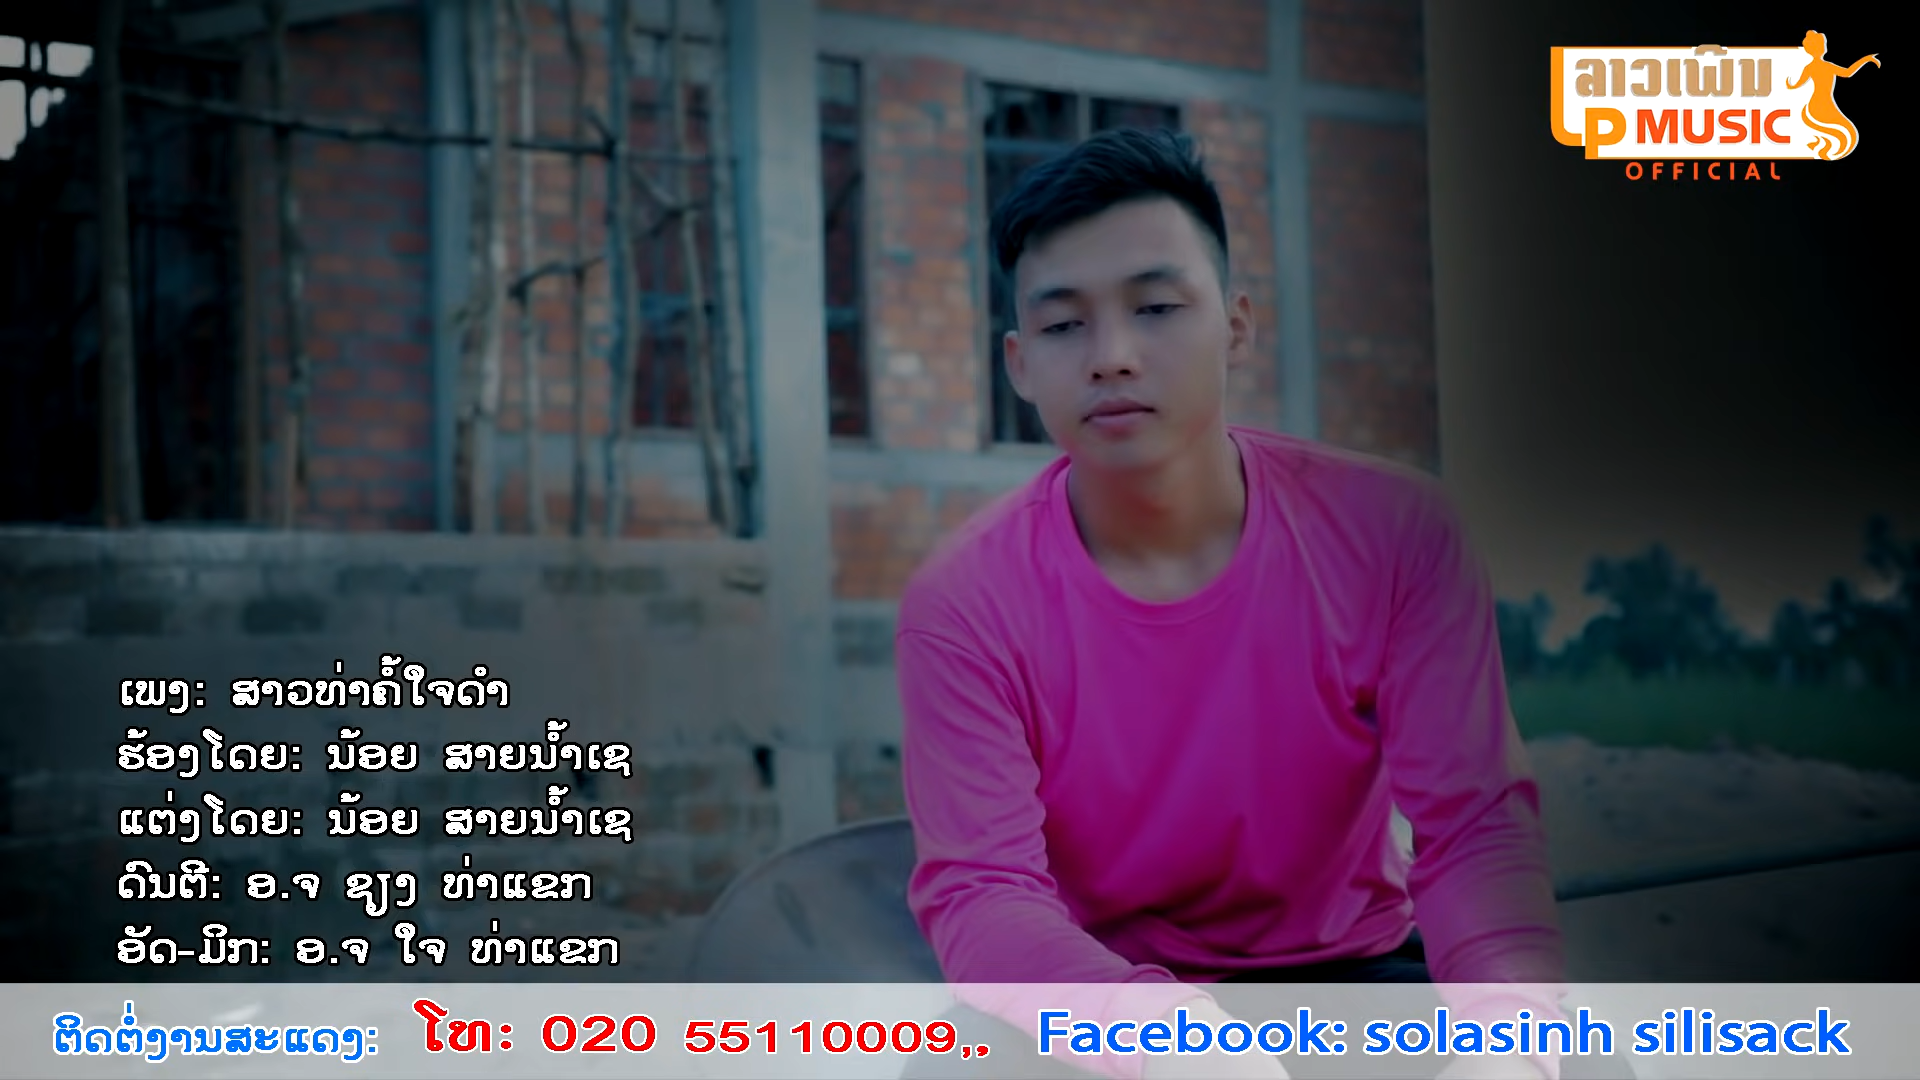 ລາວເພີນ
LP MUSIC
OFFICIAL
ເພງ: ສາວທ່າຄໍ້ໃຈດຳ
ຮ້ອງໂດຍ: ນ້ອຍ ສາຍນ້ຳເຊ
ແຕ່ງໂດຍ: ນ້ອຍ ສາຍນ້ຳເຊ
ດົນຕີ: ອ.ຈ ຊຽງ ທ່າແຂກ
ອັດ-ມິກ: ອ.ຈ ໃຈ ທ່າແຂກ
ຕິດຕໍ່ງານສະແດງ: ໂທ: 020 55110009,, Facebook: solasinh silisack